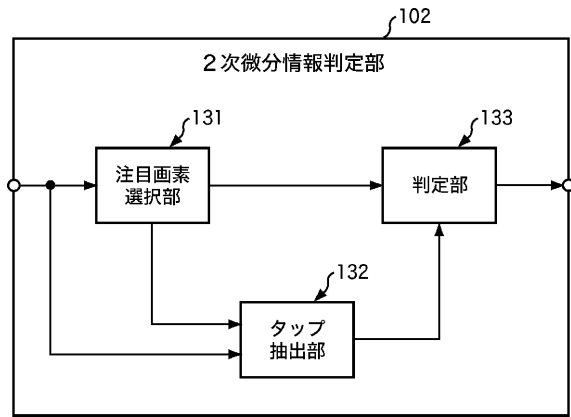 102
２次微分情報判定部
131
注目画素
選択部
133
判定部
132
タップ
抽出部